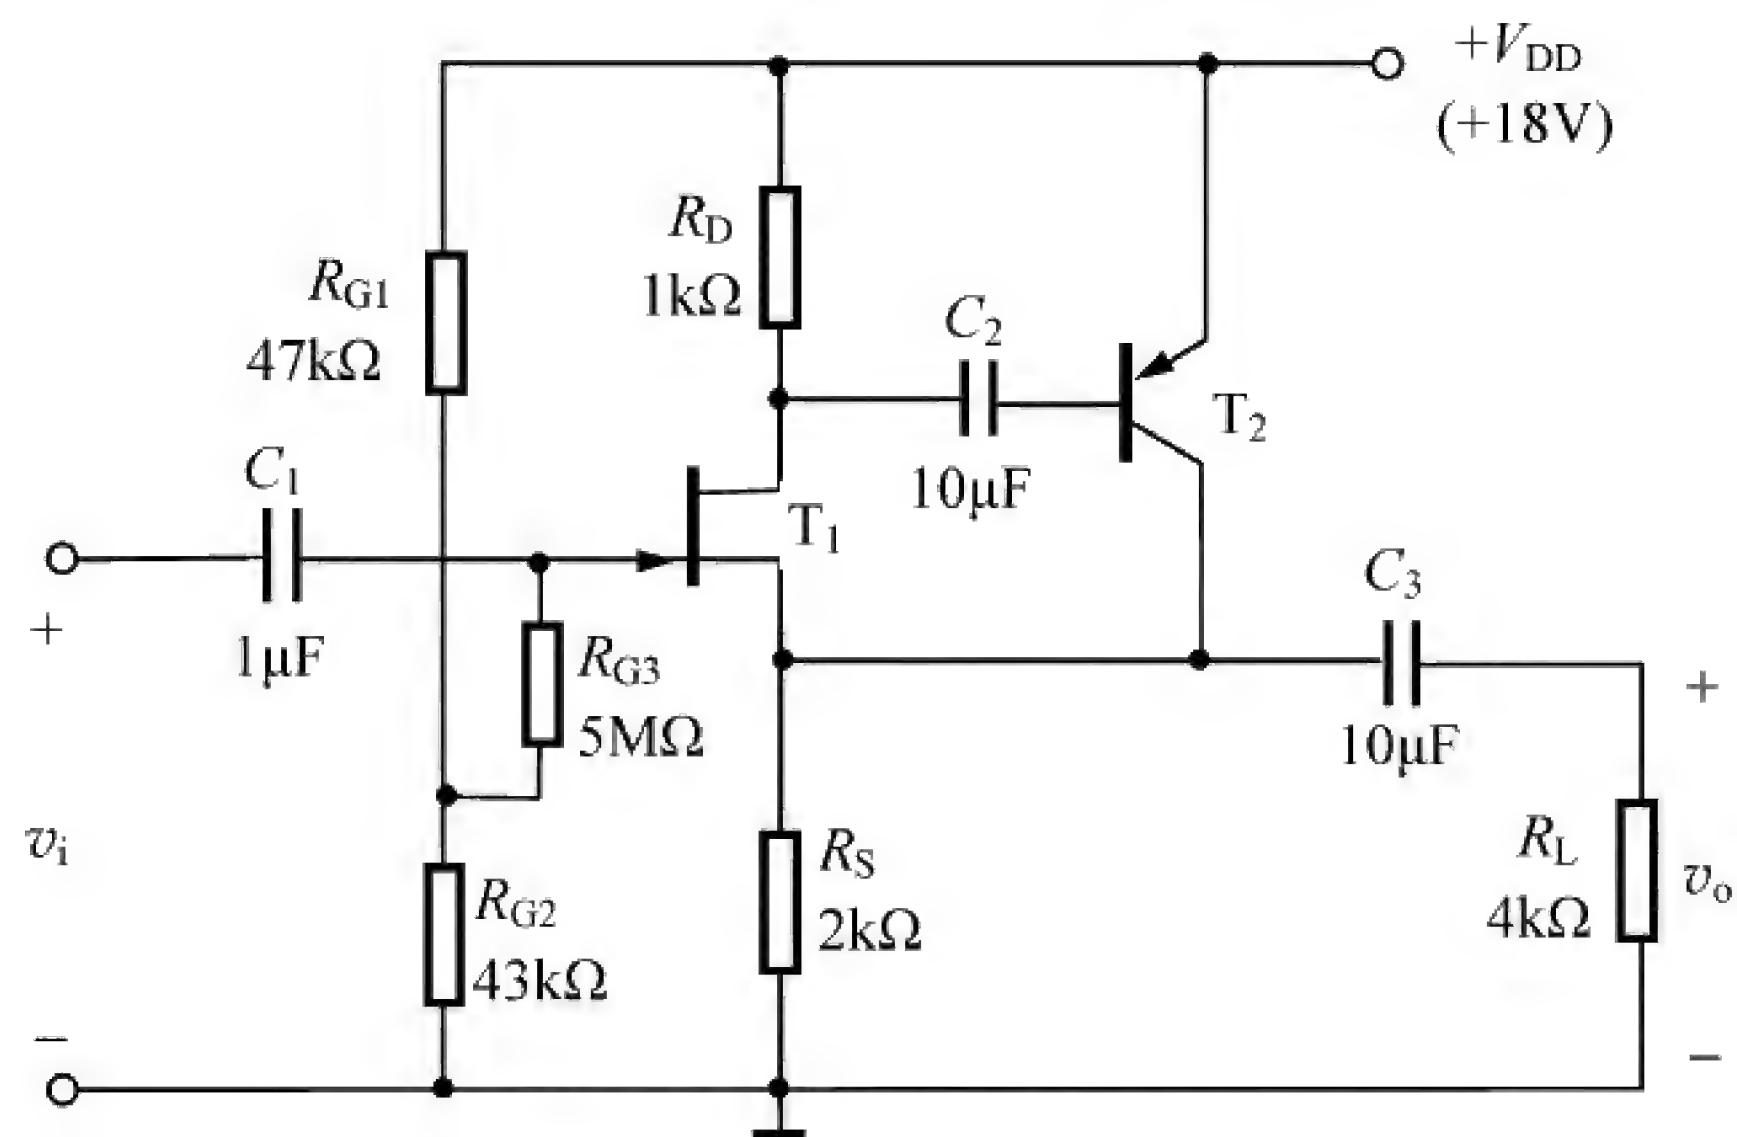 +V_DD
(+18V)
R_D
1kΩ
R_G1
47kΩ
C_2
10μF
T_2
C_1
1μF
T_1
C_3
10μF
+
R_G3
5MΩ
+
v_i
R_G2
43kΩ
R_S
2kΩ
R_L
4kΩ
v_o
−
−